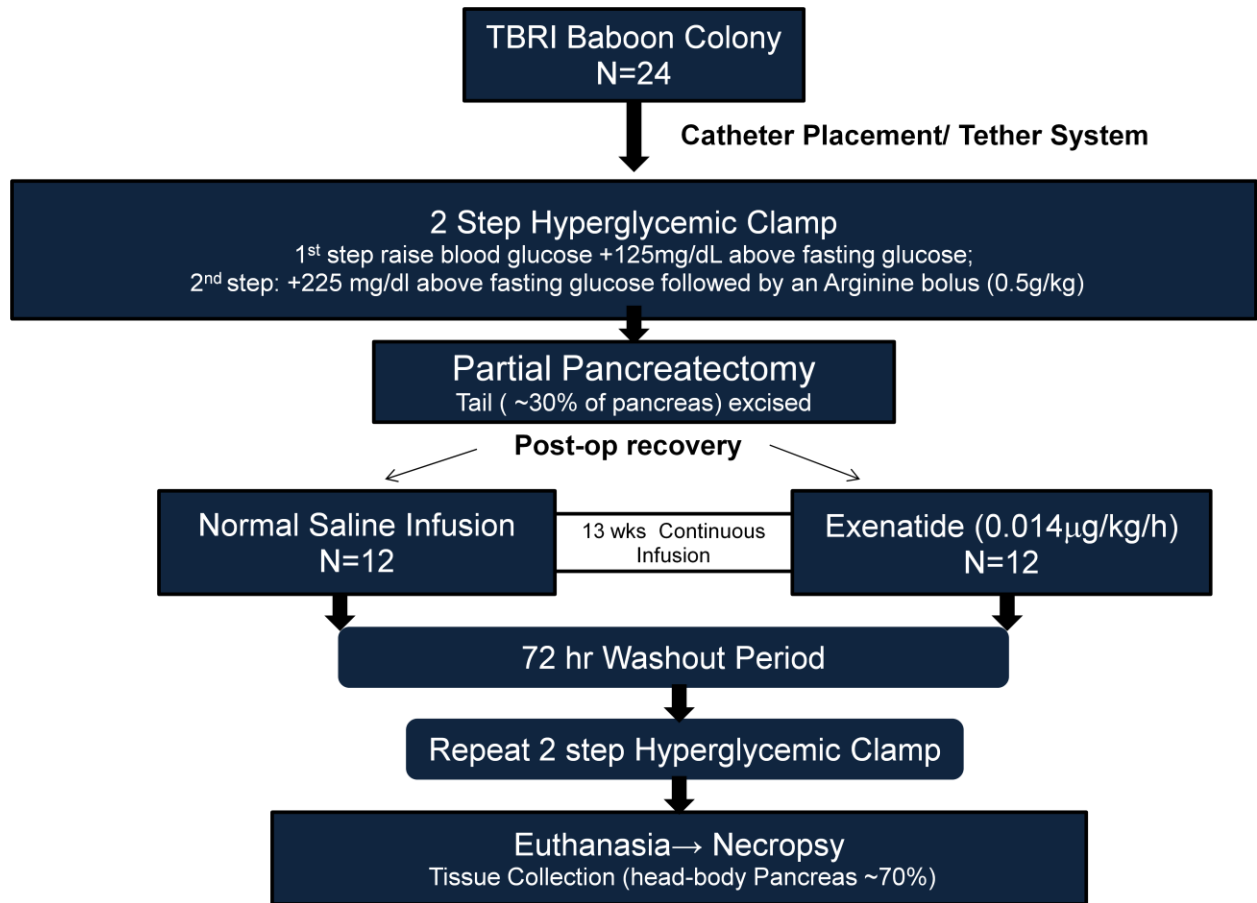 TBRI Baboon Colony
N=24
Catheter Placement/ Tether System
2 Step Hyperglycemic Clamp
1st step raise blood glucose +125mg/dL above fasting glucose;
2nd step: +225 mg/dl above fasting glucose followed by an Arginine bolus (0.5g/kg)
Partial Pancreatectomy
Tail ( ~30% of pancreas) excised
Post-op recovery
Normal Saline Infusion
N=12
13 wks Continuous
Infusion
Exenatide (0.014µg/kg/h)
N=12
72 hr Washout Period
Repeat 2 step Hyperglycemic Clamp
Euthanasia→ Necropsy
Tissue Collection (head-body Pancreas ~70%)